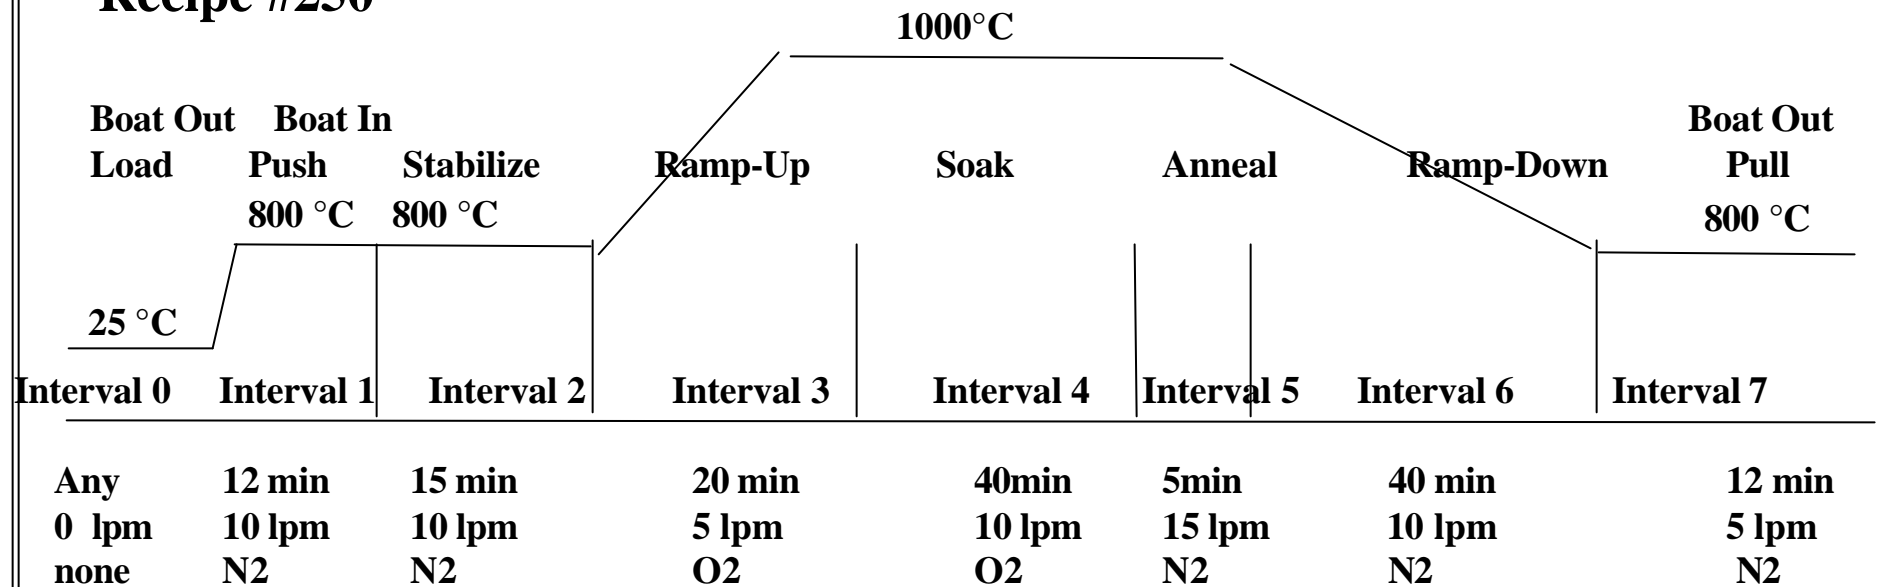 Recipe #250
1000°C
Boat Out Boat In Boat Out
Load Push Stabilize Ramp-Up Soak Anneal Ramp-Down Pull
800 °C 800 °C 800 °C
25 °C
Interval 0 Interval 1 Interval 2 Interval 3 Interval 4 Interval 5 Interval 6 Interval 7
Any 12 min 15 min 20 min 40min 5min 40 min 12 min
0 lpm 10 lpm 10 lpm 5 lpm 10 lpm 15 lpm 10 lpm 5 lpm
none N2 N2 O2 O2 N2 N2 N2